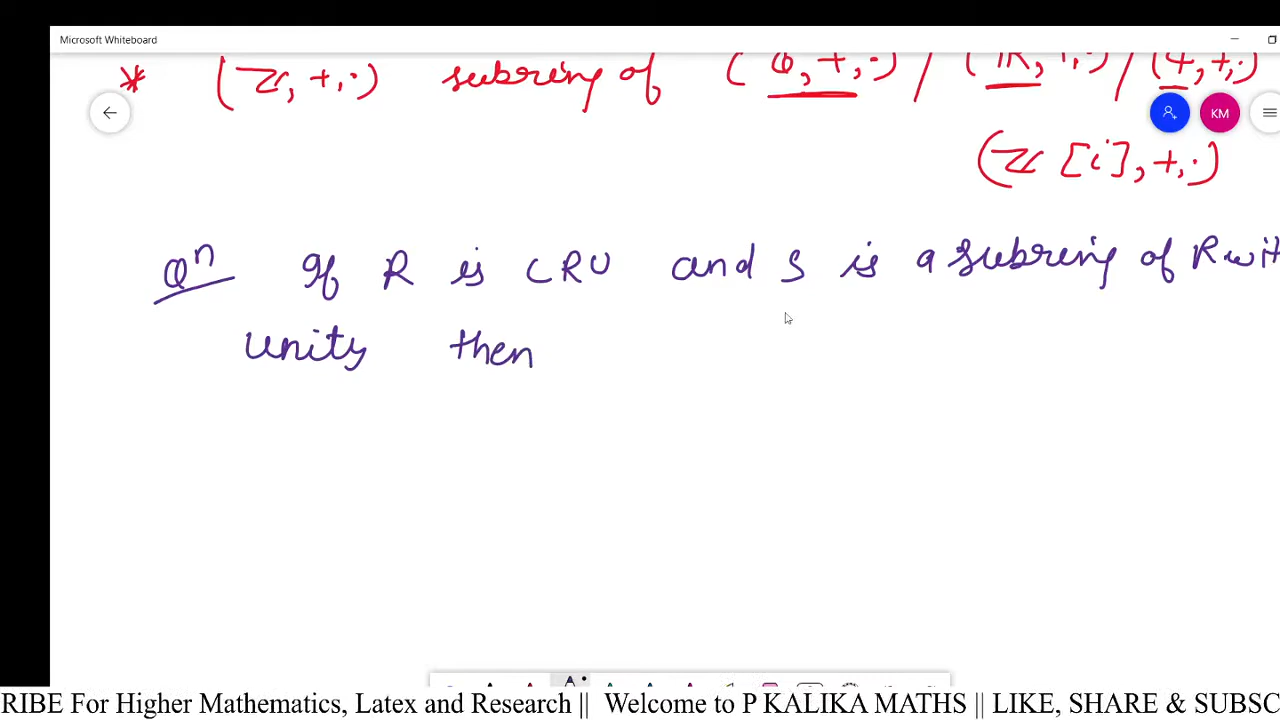 Microsoft Whiteboard
* (ℤ, +, ·) subring of (Q, +, ·) / (ℝ, +, ·) / (¢, +, ·)
KM
(ℤ [i], +, ·)
Qⁿ If R is CRU and S is a subring of R wit
unity then
RIBE For Higher Mathematics, Latex and Research || Welcome to P KALIKA MATHS || LIKE, SHARE & SUBSC